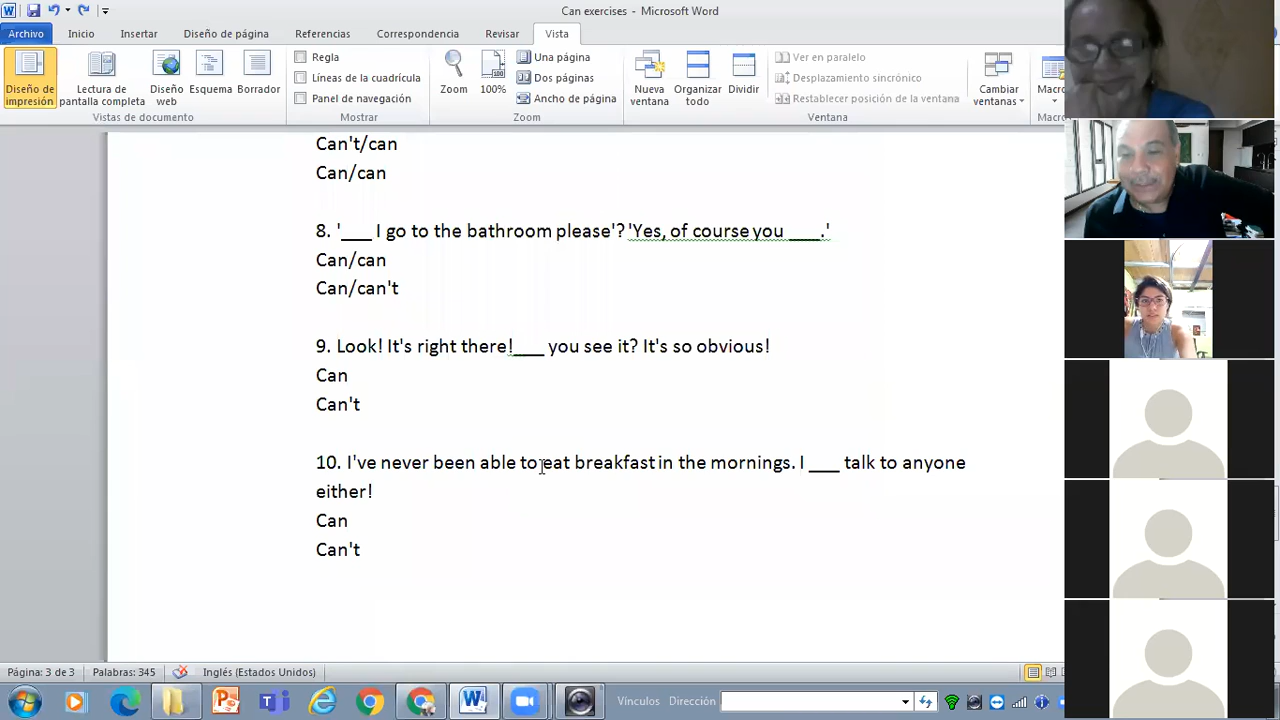 Can exercises - Microsoft Word
Archivo Inicio Insertar Diseño de página Referencias Correspondencia Revisar Vista
Diseño de impresión
Lectura de pantalla completa
Diseño web
Esquema
Borrador
Vistas de documento
Regla
Líneas de la cuadrícula
Panel de navegación
Mostrar
Zoom
100%
Una página
Dos páginas
Ancho de página
Zoom
Nueva ventana
Organizar todo
Dividir
Ver en paralelo
Desplazamiento sincrónico
Restablecer posición de la ventana
Cambiar ventanas
Ventana
Macro
Macro
Can't/can
Can/can
8. '___ I go to the bathroom please'? 'Yes, of course you ____.'
Can/can
Can/can't
9. Look! It's right there!____ you see it? It's so obvious!
Can
Can't
10. I've never been able to eat breakfast in the mornings. I ____ talk to anyone
either!
Can
Can't
Página: 3 de 3 Palabras: 345 Inglés (Estados Unidos)
Vínculos Dirección